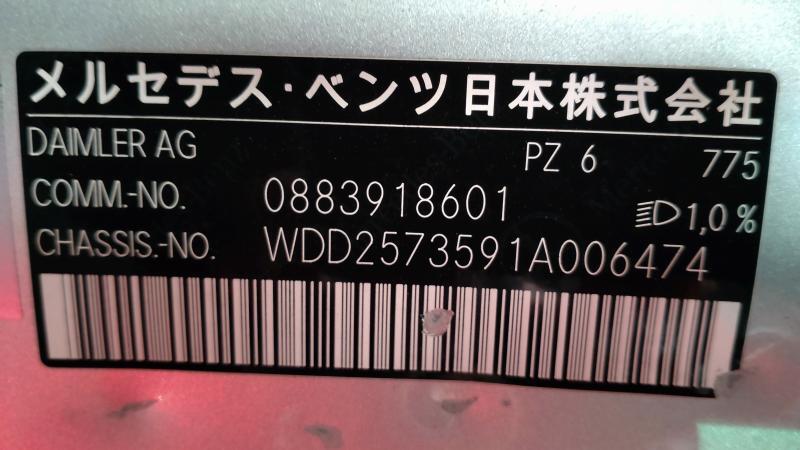 メルセデス・ベンツ日本株式会社
DAIMLER AG PZ 6 775
COMM.-NO. 0883918601 1,0 %
CHASSIS.-NO. WDD2573591A006474